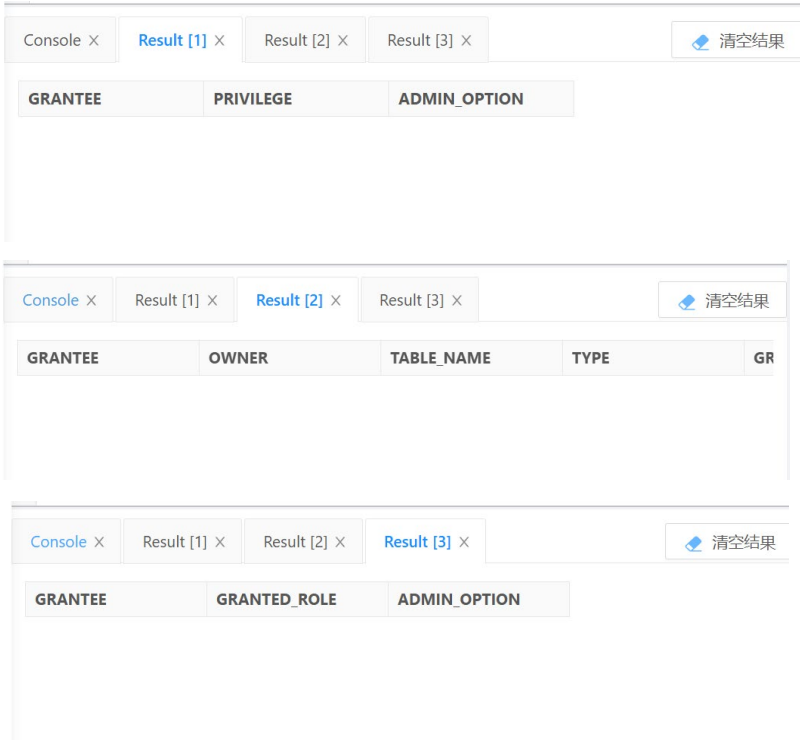 Console × Result [1] × Result [2] × Result [3] × 清空结果
GRANTEE PRIVILEGE ADMIN_OPTION
Console × Result [1] × Result [2] × Result [3] × 清空结果
GRANTEE OWNER TABLE_NAME TYPE GR
Console × Result [1] × Result [2] × Result [3] × 清空结果
GRANTEE GRANTED_ROLE ADMIN_OPTION